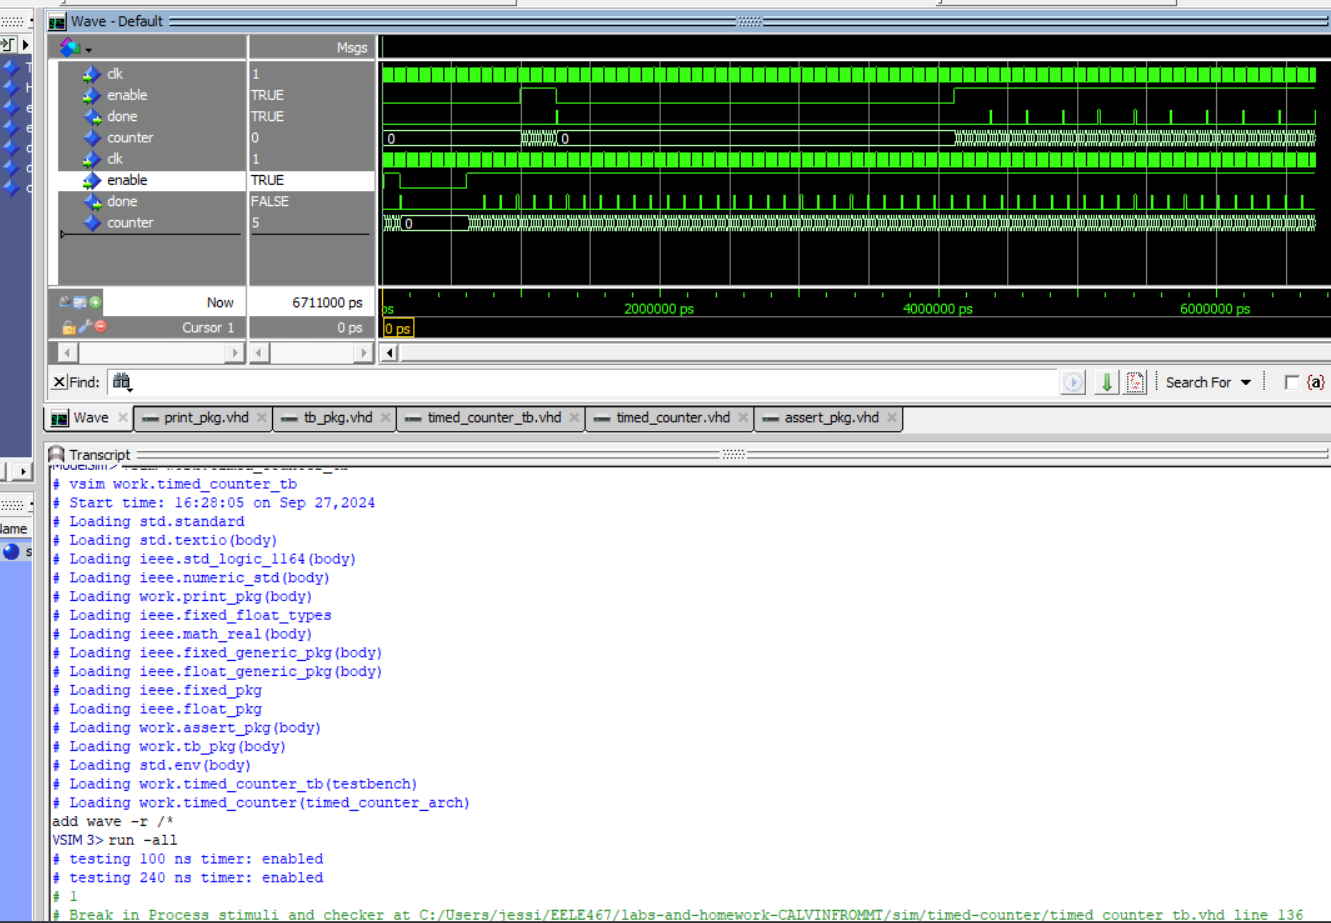 Wave - Default
Msgs
clk 1
enable TRUE
done TRUE
counter 0
clk 1
enable TRUE
done FALSE
counter 5
0
0
0
Now 6711000 ps
ps 2000000 ps 4000000 ps 6000000 ps
Cursor 1 0 ps
0 ps
Find:
Search For
{a}
Wave
print_pkg.vhd
tb_pkg.vhd
timed_counter_tb.vhd
timed_counter.vhd
assert_pkg.vhd
Transcript
ModelSim> vsim work.timed_counter_tb
# vsim work.timed_counter_tb
# Start time: 16:28:05 on Sep 27,2024
# Loading std.standard
# Loading std.textio(body)
# Loading ieee.std_logic_1164(body)
# Loading ieee.numeric_std(body)
# Loading work.print_pkg(body)
# Loading ieee.fixed_float_types
# Loading ieee.math_real(body)
# Loading ieee.fixed_generic_pkg(body)
# Loading ieee.float_generic_pkg(body)
# Loading ieee.fixed_pkg
# Loading ieee.float_pkg
# Loading work.assert_pkg(body)
# Loading work.tb_pkg(body)
# Loading std.env(body)
# Loading work.timed_counter_tb(testbench)
# Loading work.timed_counter(timed_counter_arch)
add wave -r /*
VSIM 3> run -all
# testing 100 ns timer: enabled
# testing 240 ns timer: enabled
# 1
# Break in Process stimuli_and_checker at C:/Users/jessi/EELE467/labs-and-homework-CALVINFROMMT/sim/timed-counter/timed_counter_tb.vhd line 136